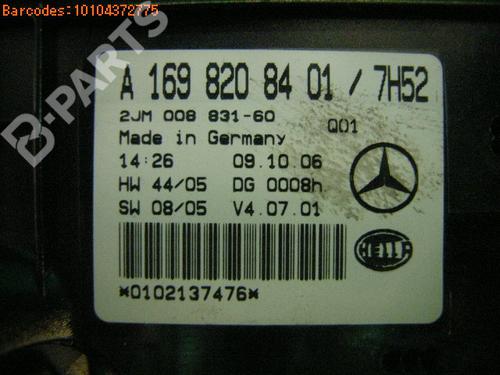 Barcodes:10104372775
B-PARTS
A 169 820 84 01 / 7H52
2JM 008 831-60
Q01
Made in Germany
14:26 09.10.06
HW 44/05 DG 0008h
SW 08/05 V4.07.01
HELLA
*0102137476*